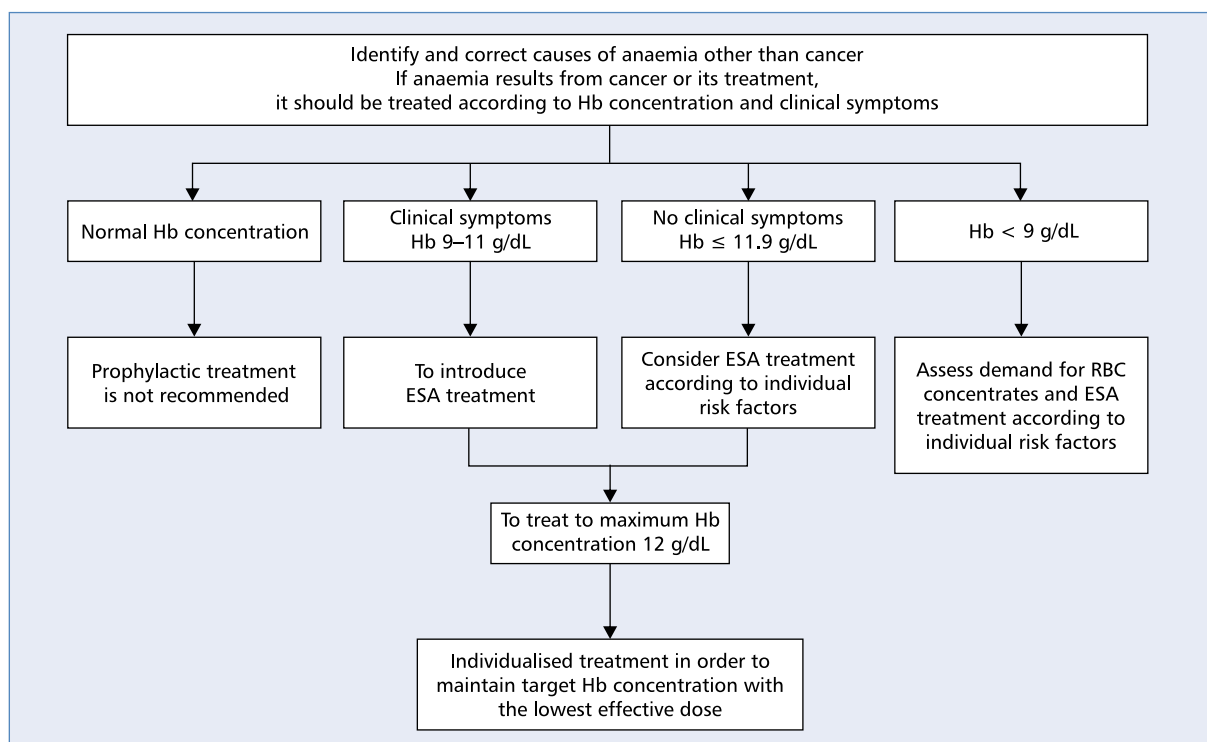 Identify and correct causes of anaemia other than cancer
If anaemia results from cancer or its treatment,
it should be treated according to Hb concentration and clinical symptoms
Normal Hb concentration
Clinical symptoms
Hb 9–11 g/dL
No clinical symptoms
Hb ≤ 11.9 g/dL
Hb < 9 g/dL
Prophylactic treatment
is not recommended
To introduce
ESA treatment
Consider ESA treatment
according to individual
risk factors
Assess demand for RBC
concentrates and ESA
treatment according to
individual risk factors
To treat to maximum Hb
concentration 12 g/dL
Individualised treatment in order to
maintain target Hb concentration with
the lowest effective dose